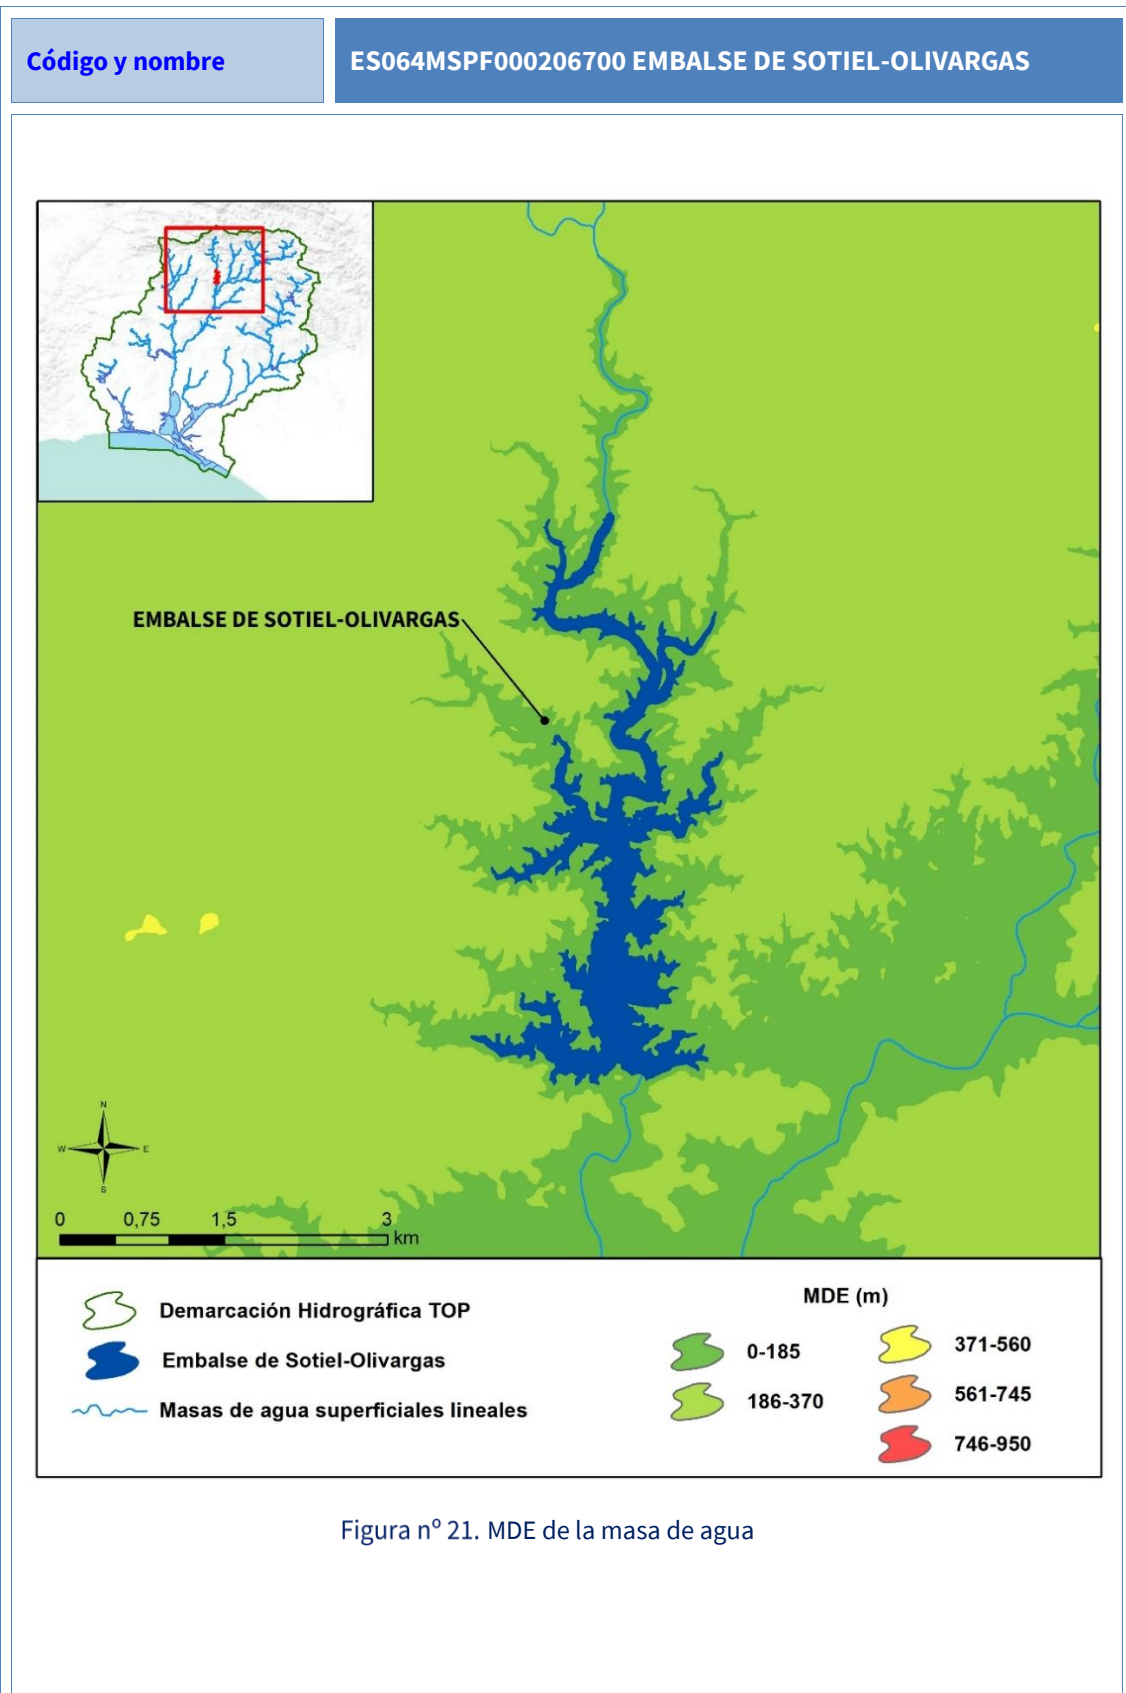 Código y nombre
ES064MSPF000206700 EMBALSE DE SOTIEL-OLIVARGAS
EMBALSE DE SOTIEL-OLIVARGAS
N
W
E
S
0 0,75 1,5 3
km
Demarcación Hidrográfica TOP
Embalse de Sotiel-Olivargas
Masas de agua superficiales lineales
MDE (m)
0-185
186-370
371-560
561-745
746-950
Figura nº 21. MDE de la masa de agua